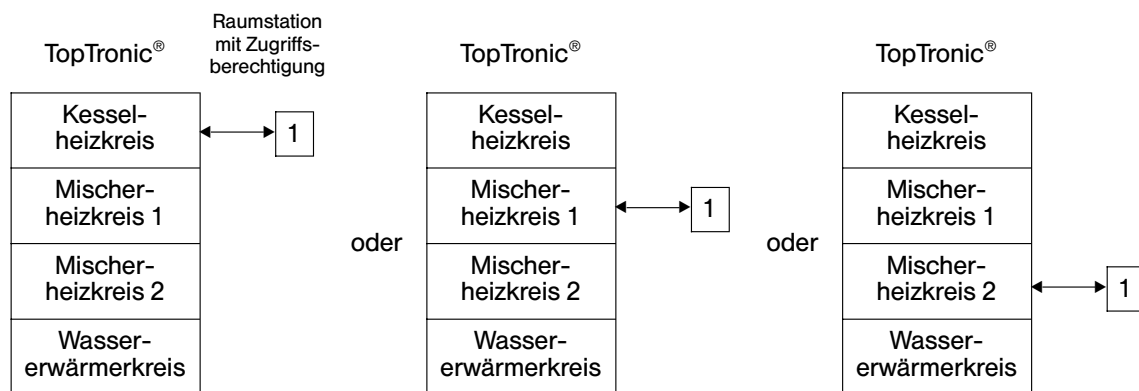 TopTronic®
Raumstation
mit Zugriffs-
berechtigung
Kessel-
heizkreis
1
Mischer-
heizkreis 1
Mischer-
heizkreis 2
Wasser-
erwärmerkreis
oder
TopTronic®
Kessel-
heizkreis
Mischer-
heizkreis 1
1
Mischer-
heizkreis 2
Wasser-
erwärmerkreis
oder
TopTronic®
Kessel-
heizkreis
Mischer-
heizkreis 1
Mischer-
heizkreis 2
1
Wasser-
erwärmerkreis